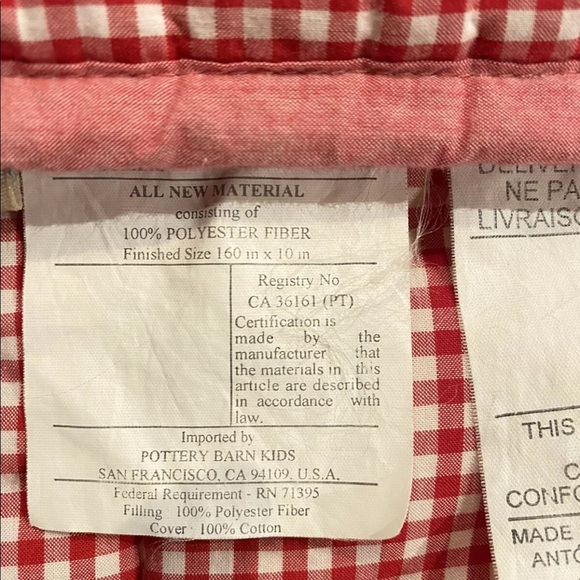 ALL NEW MATERIAL
consisting of
100% POLYESTER FIBER
Finished Size 160 in x 10 in
Registry No
CA 36161 (PT)
Certification is
made by the
manufacturer that
the materials in this
article are described
in accordance with
law.
Imported by
POTTERY BARN KIDS
SAN FRANCISCO, CA 94109, U.S.A.
Federal Requirement - RN 71395
Filling 100% Polyester Fiber
Cover 100% Cotton
NE PA
LIVRAISO
THIS
C
CONFO
MADE
ANTÓ